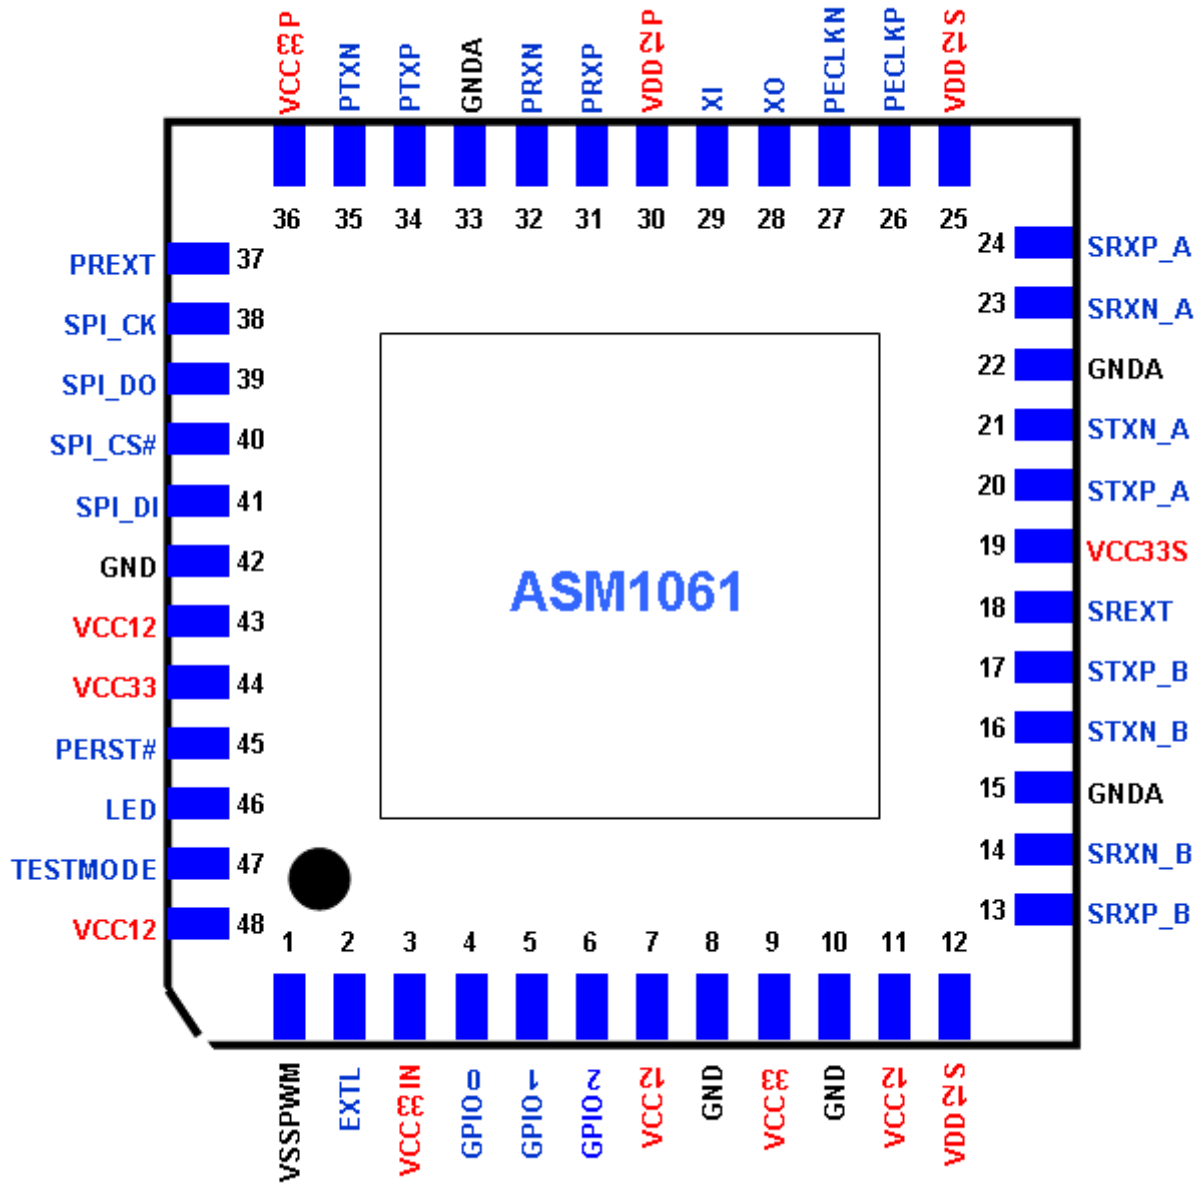 VCC33P
PTXN
PTXP
GNDA
PRXN
PRXP
VDD12P
XI
XO
PECLKN
PECLKP
VDD12S
36 35 34 33 32 31 30 29 28 27 26 25
PREXT 37
SPI_CK 38
SPI_DO 39
SPI_CS# 40
SPI_DI 41
GND 42
VCC12 43
VCC33 44
PERST# 45
LED 46
TESTMODE 47
VCC12 48
ASM1061
24 SRXP_A
23 SRXN_A
22 GNDA
21 STXN_A
20 STXP_A
19 VCC33S
18 SREXT
17 STXP_B
16 STXN_B
15 GNDA
14 SRXN_B
13 SRXP_B
1 2 3 4 5 6 7 8 9 10 11 12
VSSPWM
EXTL
VCC33IN
GPIO0
GPIO1
GPIO2
VCC12
GND
VCC33
GND
VCC12
VDD12S